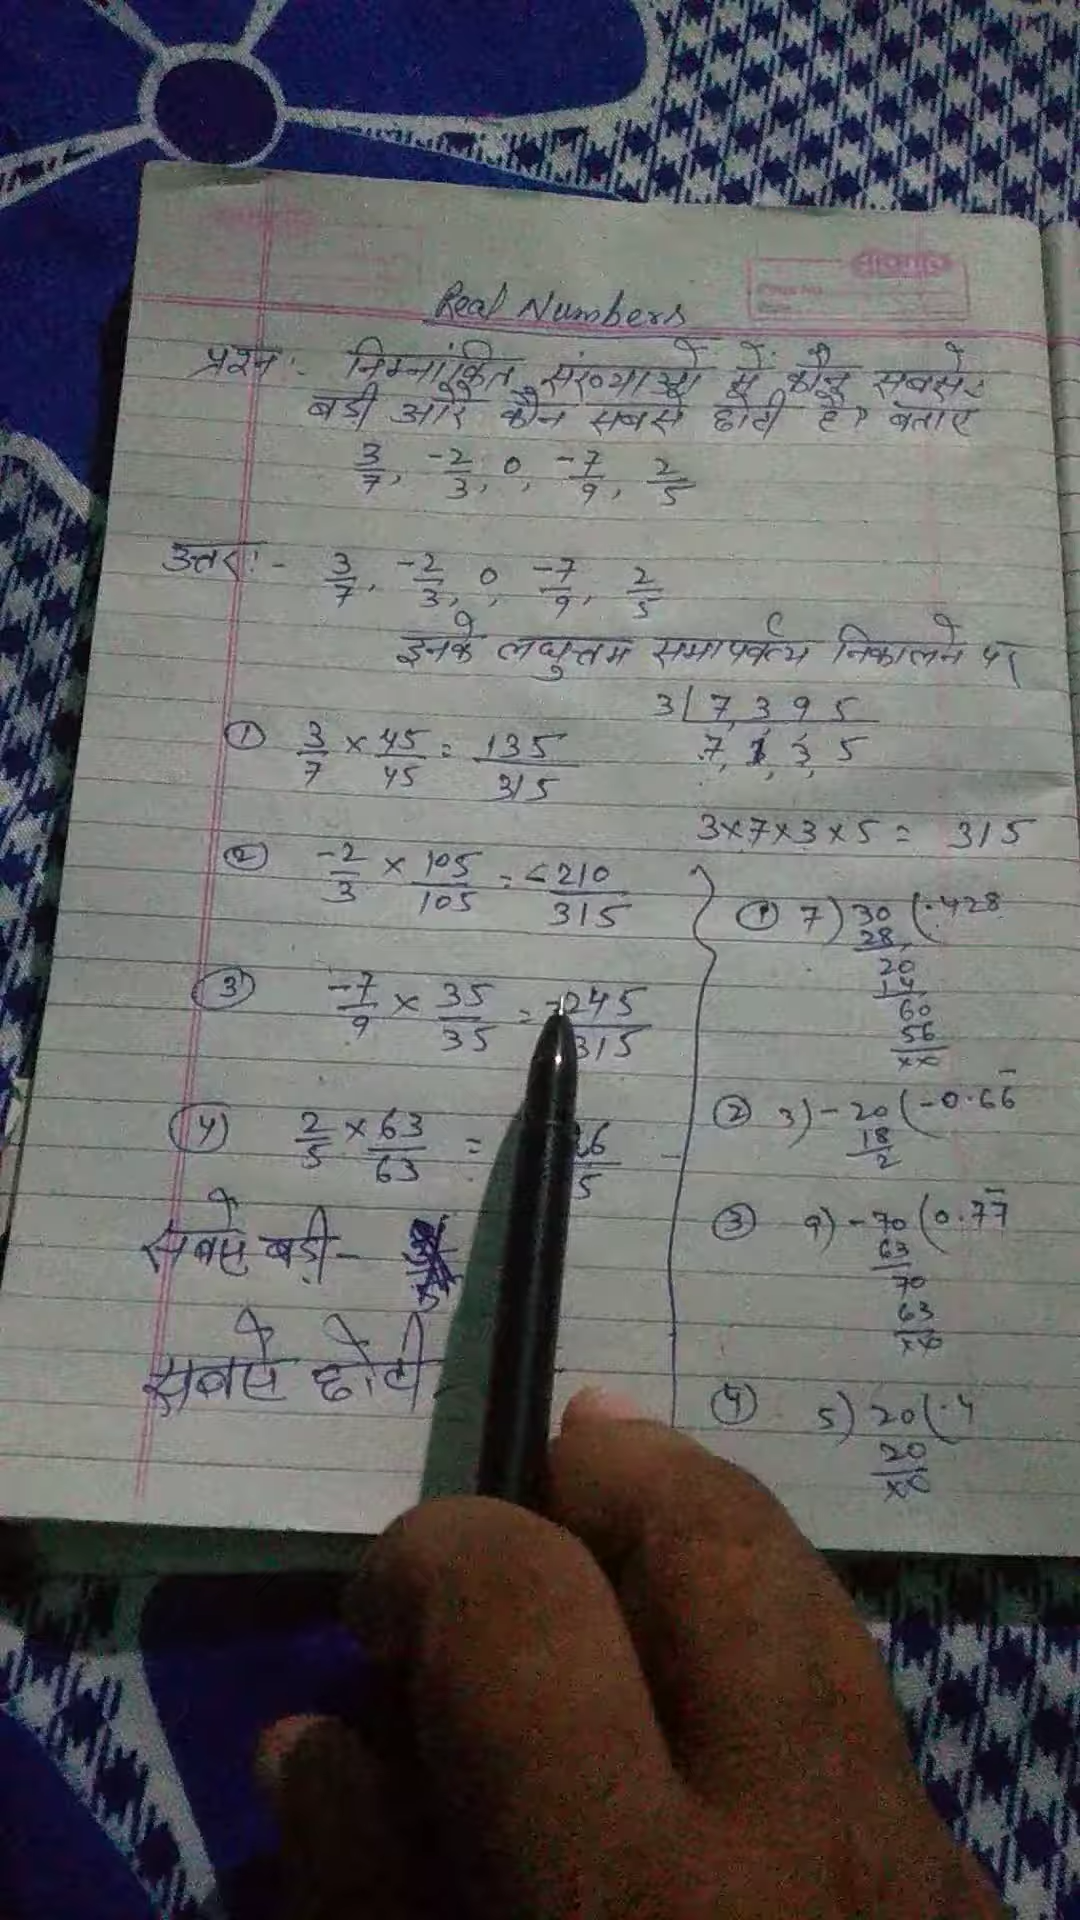 Real Numbers
प्रश्न:- निम्नांकित संख्याओं में कौन सबसे
बड़ी और कौन सबसे छोटी है? बताएं
3/7, -2/3, 0, -7/9, 2/5
उत्तर:- 3/7, -2/3, 0, -7/9, 2/5
इनके लघुत्तम समापर्वत्य निकालने पर
3 | 7, 3 9 5
7, 1, 3, 5
3×7×3×5 = 315
① 3/7 × 45/45 = 135/315
② -2/3 × 105/105 = -210/315
③ -7/9 × 35/35 = -245/315
④ 2/5 × 63/63 =
सबसे बड़ी -
सबसे छोटी -
① 7) 30 (.428
28
20
14
60
56
××
② 3) -20 (-0.66̄
18
2
③ 9) -70 (0.77̄
63
70
63
×0
④ 5) 20 (.4
20
×0